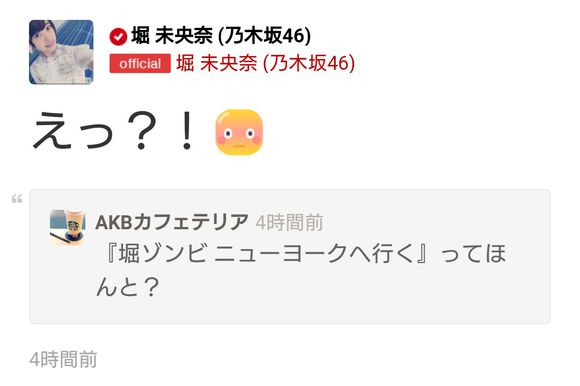 堀 未央奈 (乃木坂46)
official 堀 未央奈 (乃木坂46)
えっ?!
AKBカフェテリア 4時間前
『堀ゾンビ ニューヨークへ行く』ってほ
んと?
4時間前